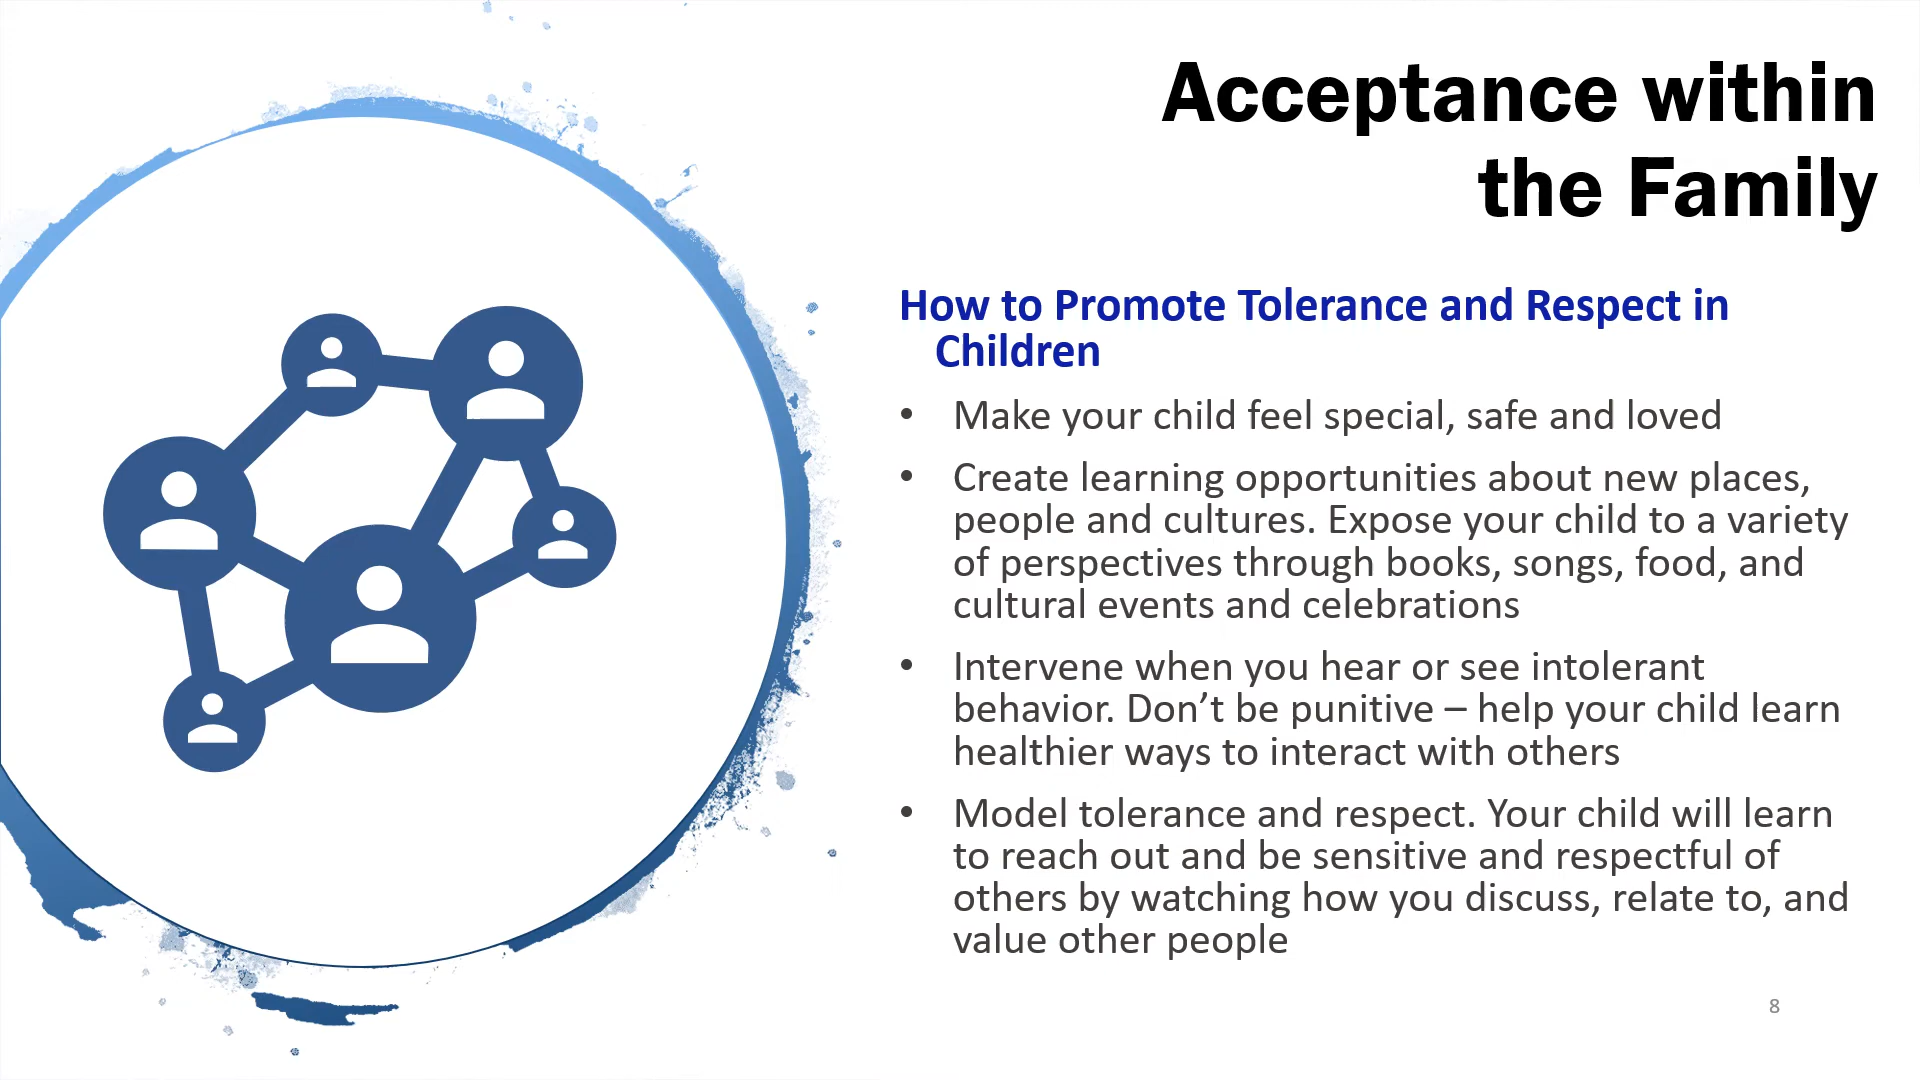 Acceptance within
the Family
How to Promote Tolerance and Respect in
Children
• Make your child feel special, safe and loved
• Create learning opportunities about new places,
people and cultures. Expose your child to a variety
of perspectives through books, songs, food, and
cultural events and celebrations
• Intervene when you hear or see intolerant
behavior. Don’t be punitive – help your child learn
healthier ways to interact with others
• Model tolerance and respect. Your child will learn
to reach out and be sensitive and respectful of
others by watching how you discuss, relate to, and
value other people
8